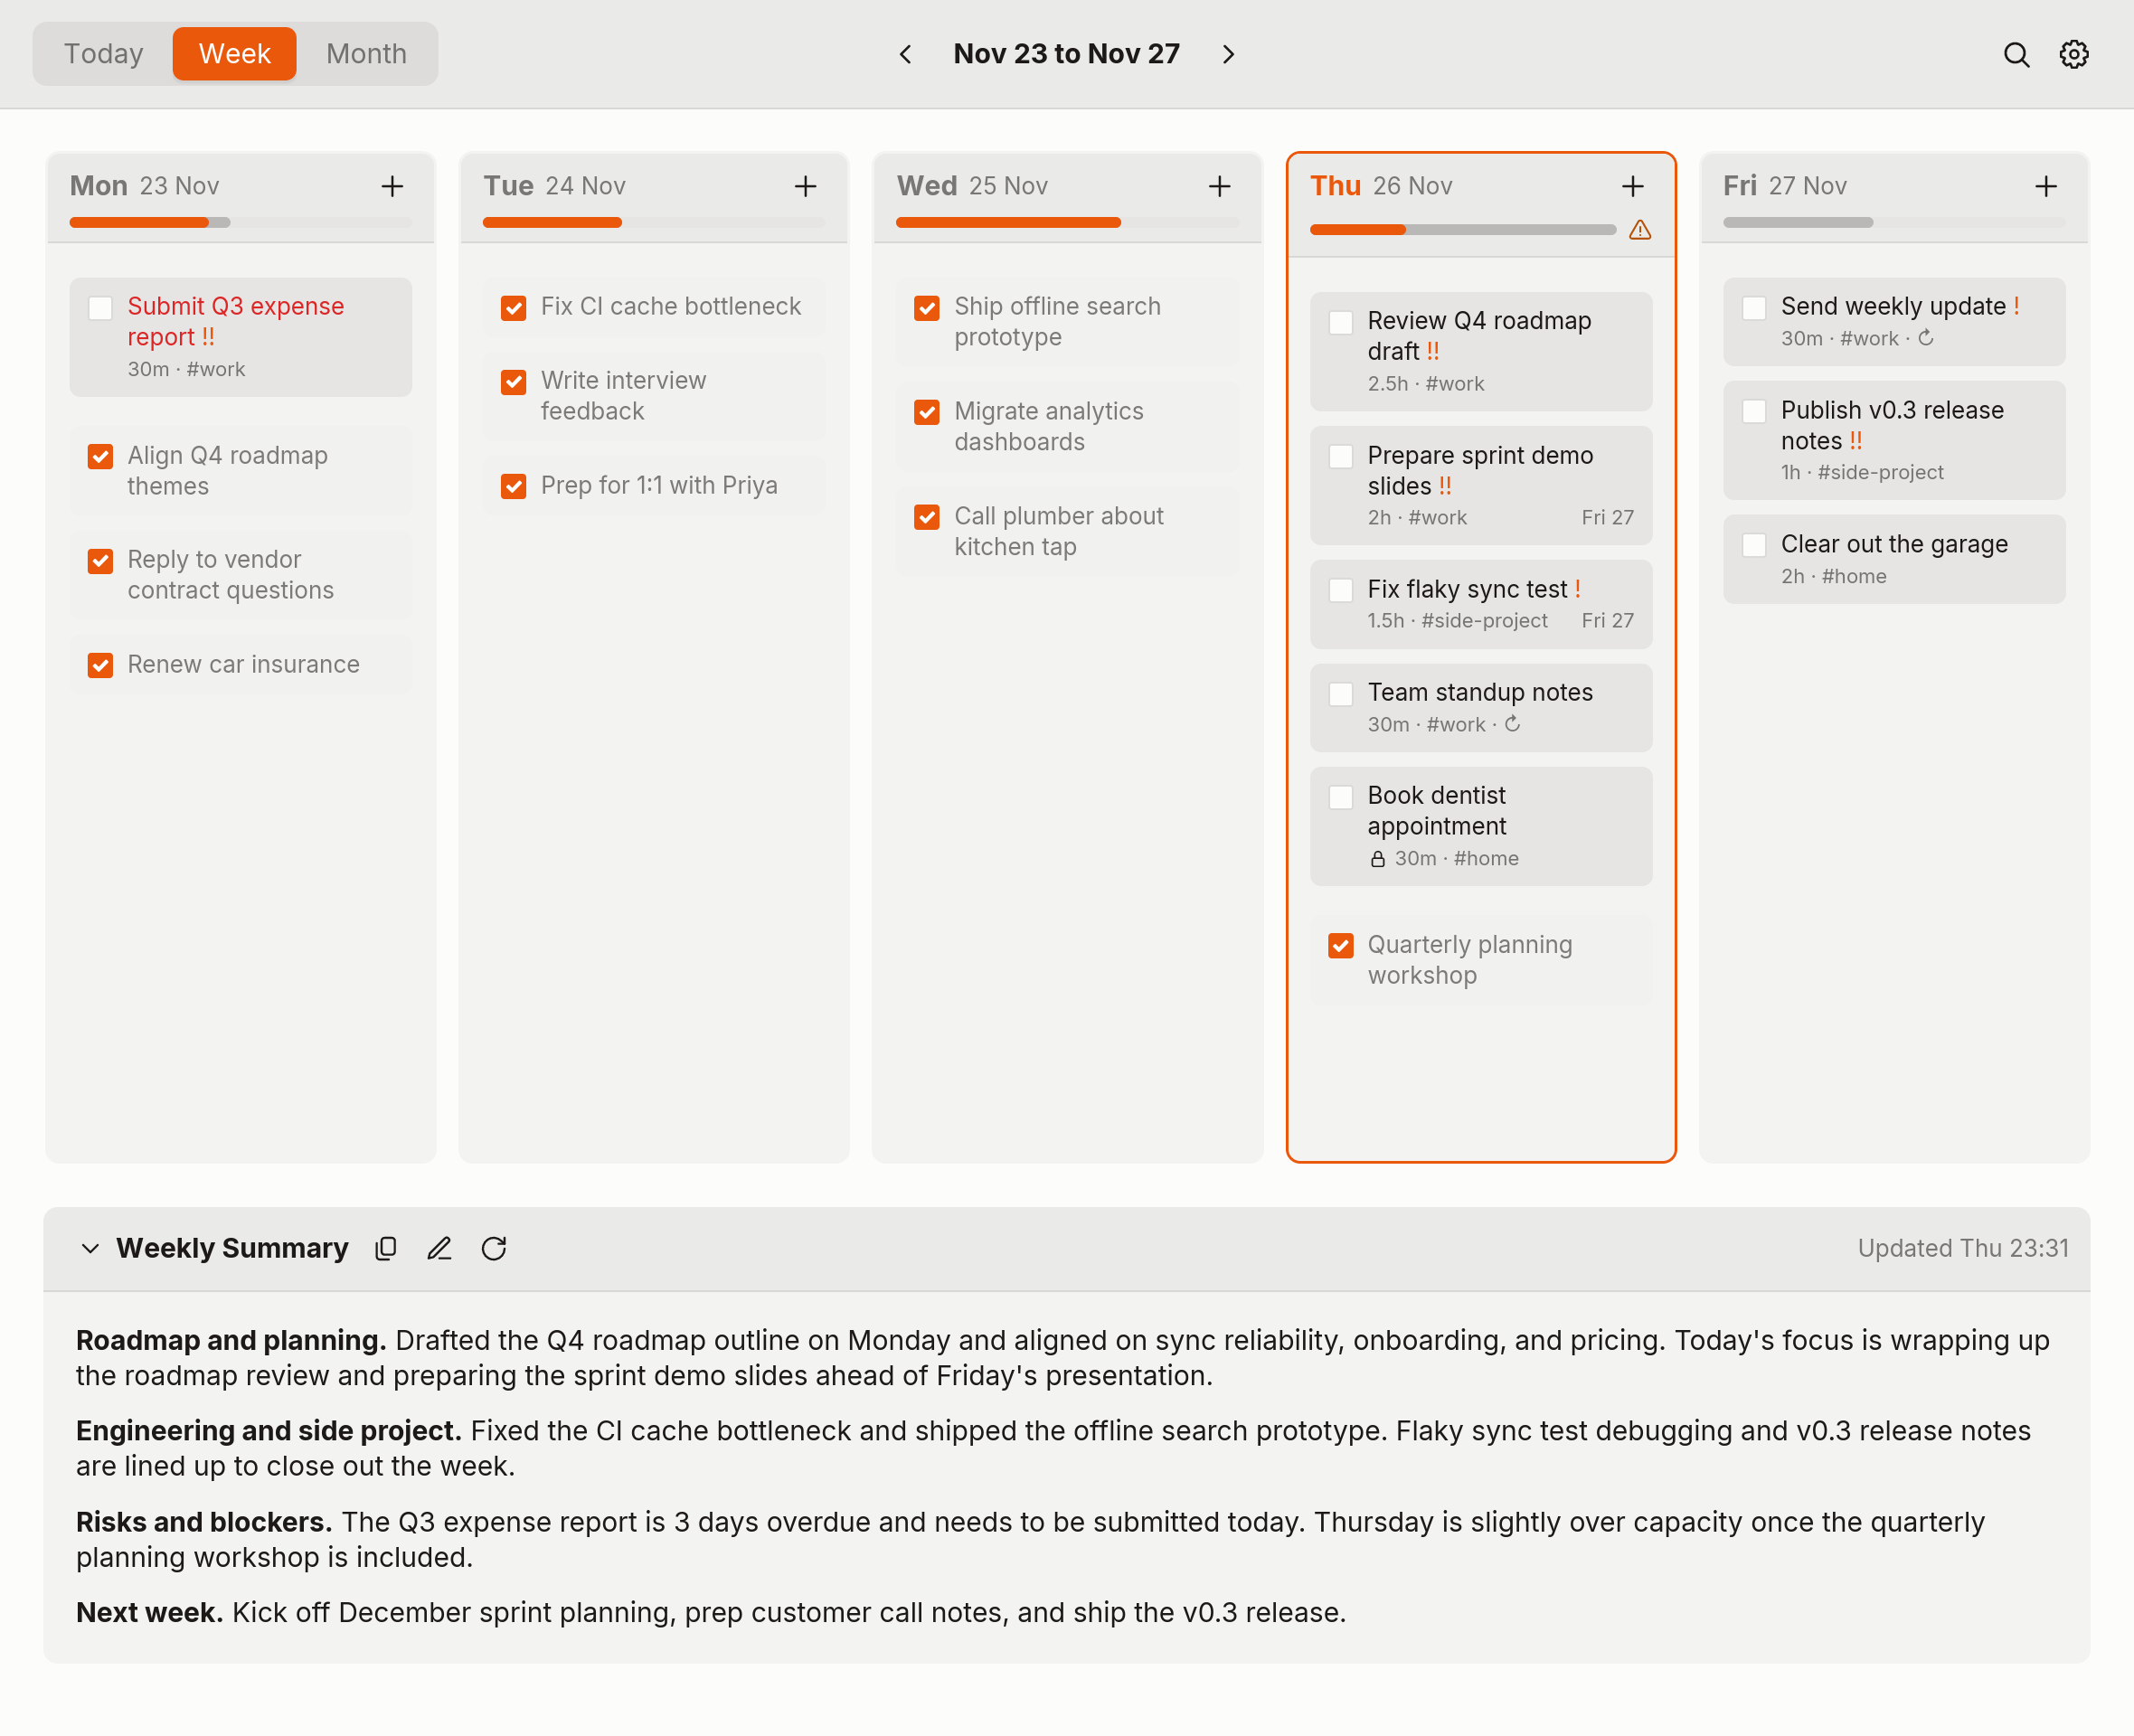 Today Week Month
Nov 23 to Nov 27
Mon 23 Nov
Submit Q3 expense
report !!
30m · #work
Align Q4 roadmap
themes
Reply to vendor
contract questions
Renew car insurance
Tue 24 Nov
Fix CI cache bottleneck
Write interview
feedback
Prep for 1:1 with Priya
Wed 25 Nov
Ship offline search
prototype
Migrate analytics
dashboards
Call plumber about
kitchen tap
Thu 26 Nov
Review Q4 roadmap
draft !!
2.5h · #work
Prepare sprint demo
slides !!
2h · #work Fri 27
Fix flaky sync test !
1.5h · #side-project Fri 27
Team standup notes
30m · #work ·
Book dentist
appointment
30m · #home
Quarterly planning
workshop
Fri 27 Nov
Send weekly update !
30m · #work ·
Publish v0.3 release
notes !!
1h · #side-project
Clear out the garage
2h · #home
Weekly Summary
Updated Thu 23:31
Roadmap and planning. Drafted the Q4 roadmap outline on Monday and aligned on sync reliability, onboarding, and pricing. Today's focus is wrapping up
the roadmap review and preparing the sprint demo slides ahead of Friday's presentation.
Engineering and side project. Fixed the CI cache bottleneck and shipped the offline search prototype. Flaky sync test debugging and v0.3 release notes
are lined up to close out the week.
Risks and blockers. The Q3 expense report is 3 days overdue and needs to be submitted today. Thursday is slightly over capacity once the quarterly
planning workshop is included.
Next week. Kick off December sprint planning, prep customer call notes, and ship the v0.3 release.